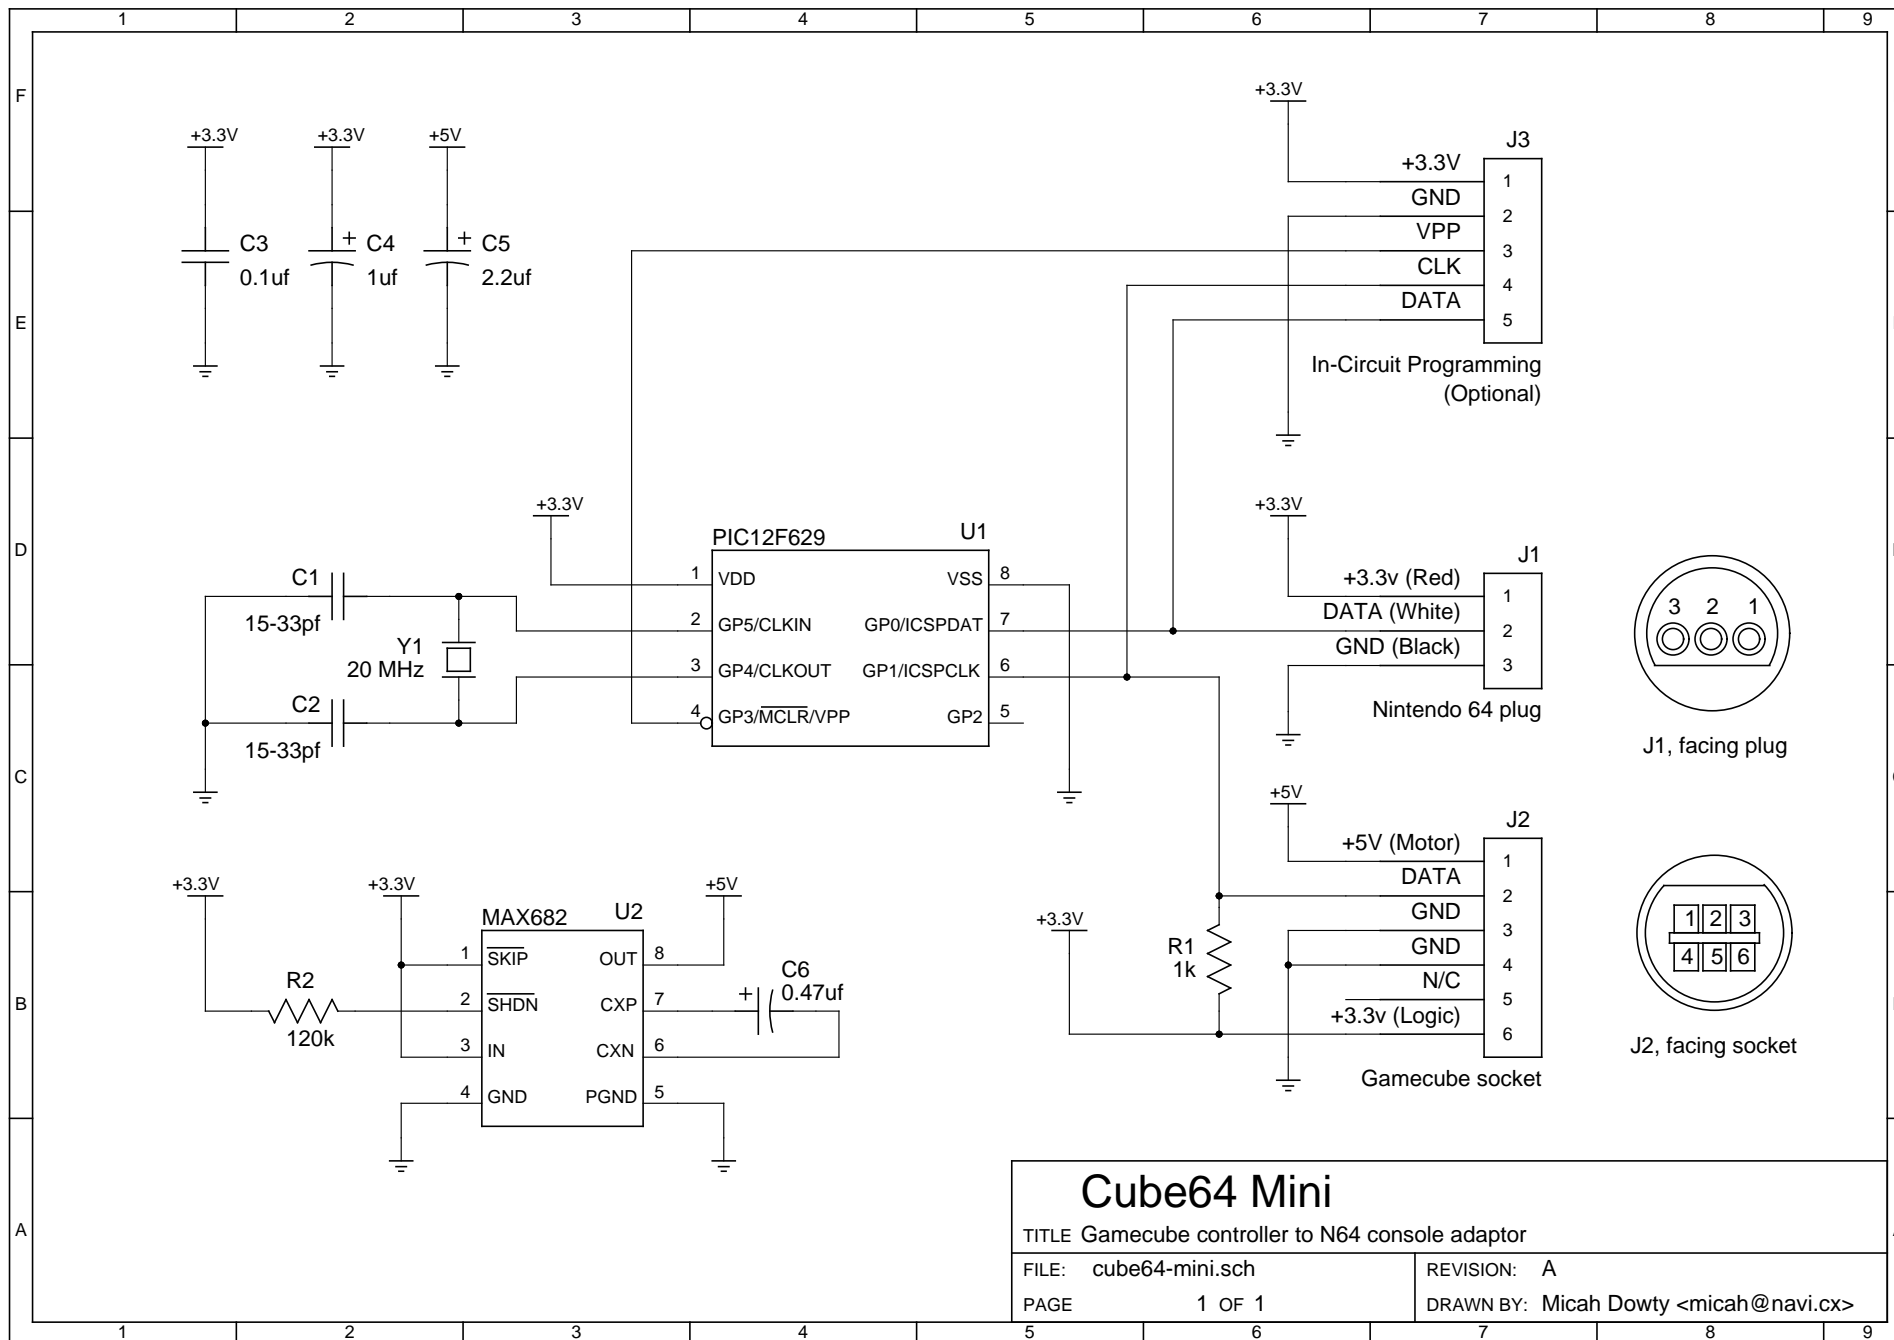 1 2 3 4 5 6 7 8 9
F
E
D
C
B
A
+3.3V
+3.3V
+5V
C3
0.1uf
+ C4
1uf
+ C5
2.2uf
+3.3V
J3
+3.3V 1
GND 2
VPP 3
CLK 4
DATA 5
In-Circuit Programming
(Optional)
+3.3V
PIC12F629 U1
1 VDD
2 GP5/CLKIN
3 GP4/CLKOUT
4 GP3/MCLR/VPP
VSS 8
GP0/ICSPDAT 7
GP1/ICSPCLK 6
GP2 5
C1
15-33pf
Y1
20 MHz
C2
15-33pf
+3.3V
J1
+3.3v (Red) 1
DATA (White) 2
GND (Black) 3
Nintendo 64 plug
3 2 1
J1, facing plug
+5V
J2
+5V (Motor) 1
DATA 2
GND 3
GND 4
N/C 5
+3.3v (Logic) 6
Gamecube socket
+3.3V
R1
1k
1 2 3
4 5 6
J2, facing socket
+3.3V
+3.3V
+5V
R2
120k
MAX682 U2
1 SKIP
2 SHDN
3 IN
4 GND
OUT 8
CXP 7
CXN 6
PGND 5
C6
+ 0.47uf
Cube64 Mini
TITLE Gamecube controller to N64 console adaptor
FILE: cube64-mini.sch
REVISION: A
PAGE 1 OF 1
DRAWN BY: Micah Dowty <micah@navi.cx>
1 2 3 4 5 6 7 8 9